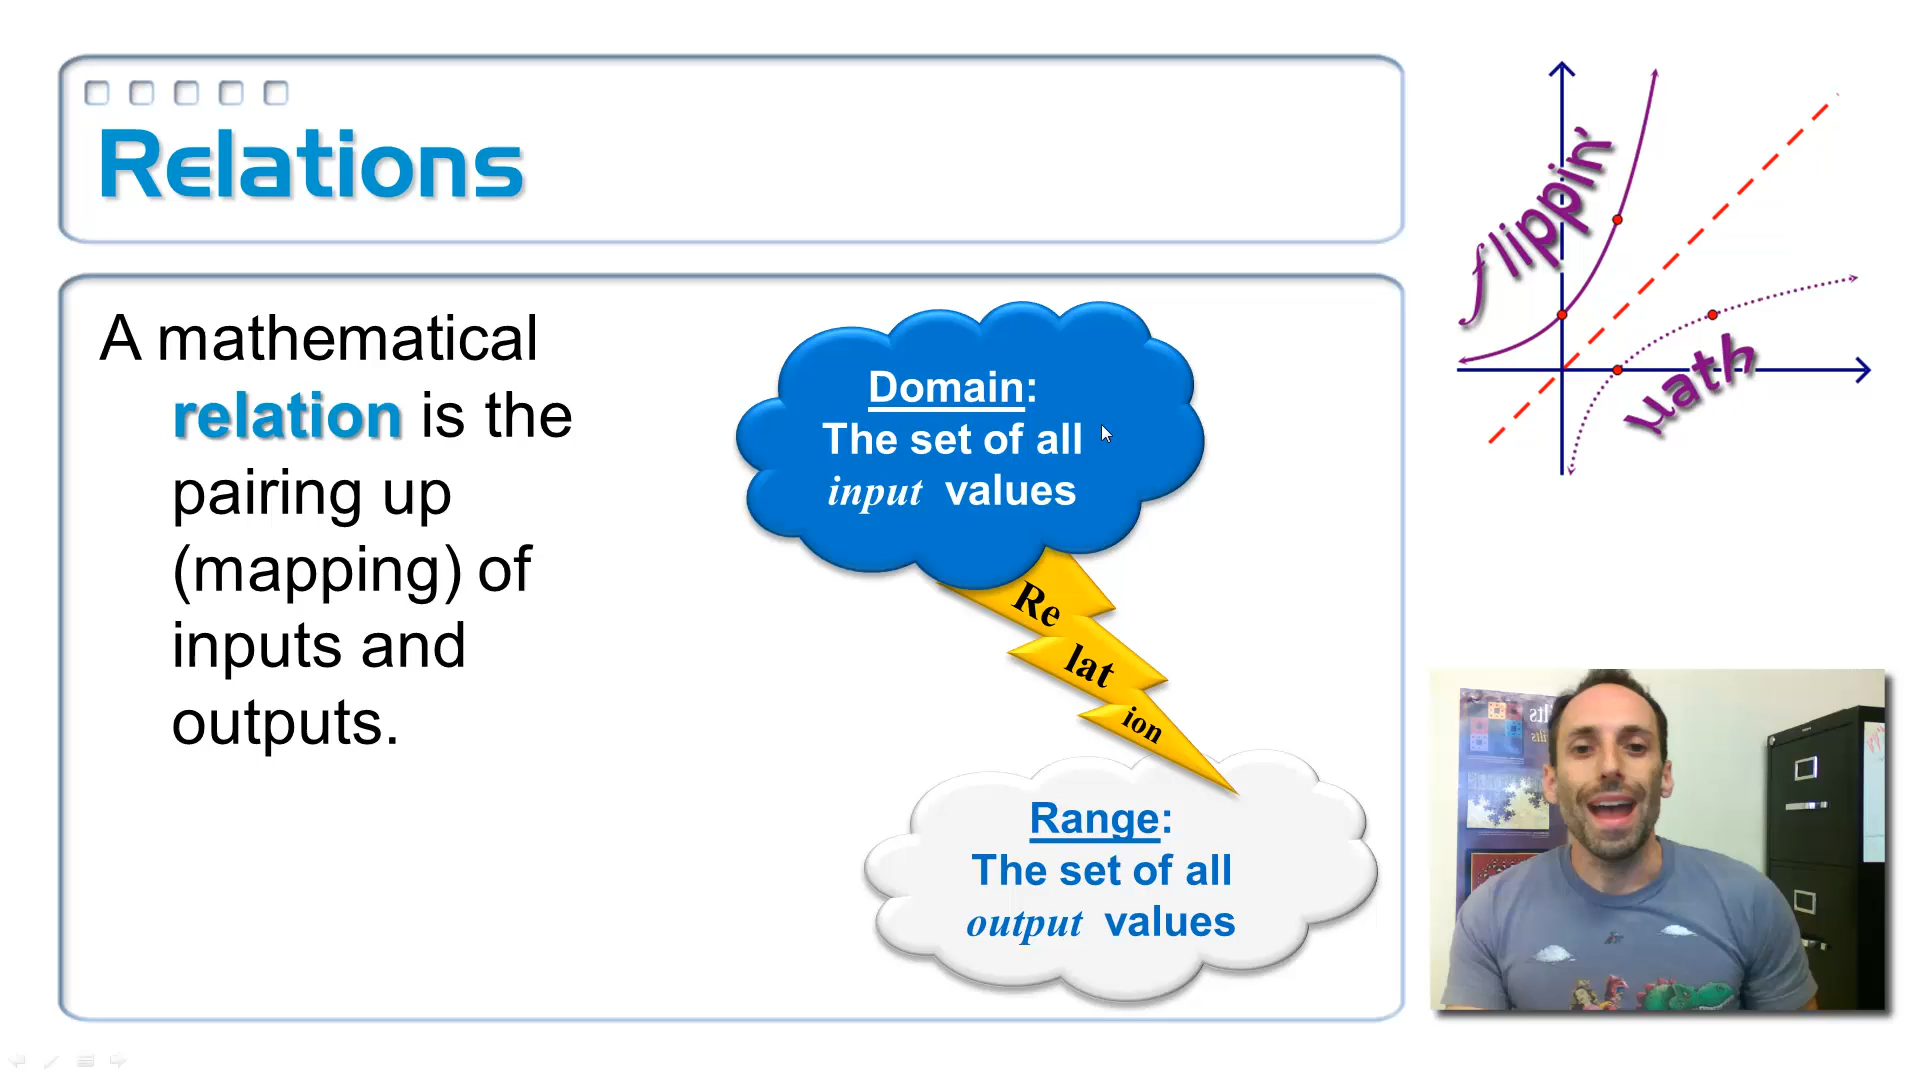 Relations
A mathematical
relation is the
pairing up
(mapping) of
inputs and
outputs.
Domain:
The set of all
input values
Re
lat
ion
Range:
The set of all
output values
flippin'
μath